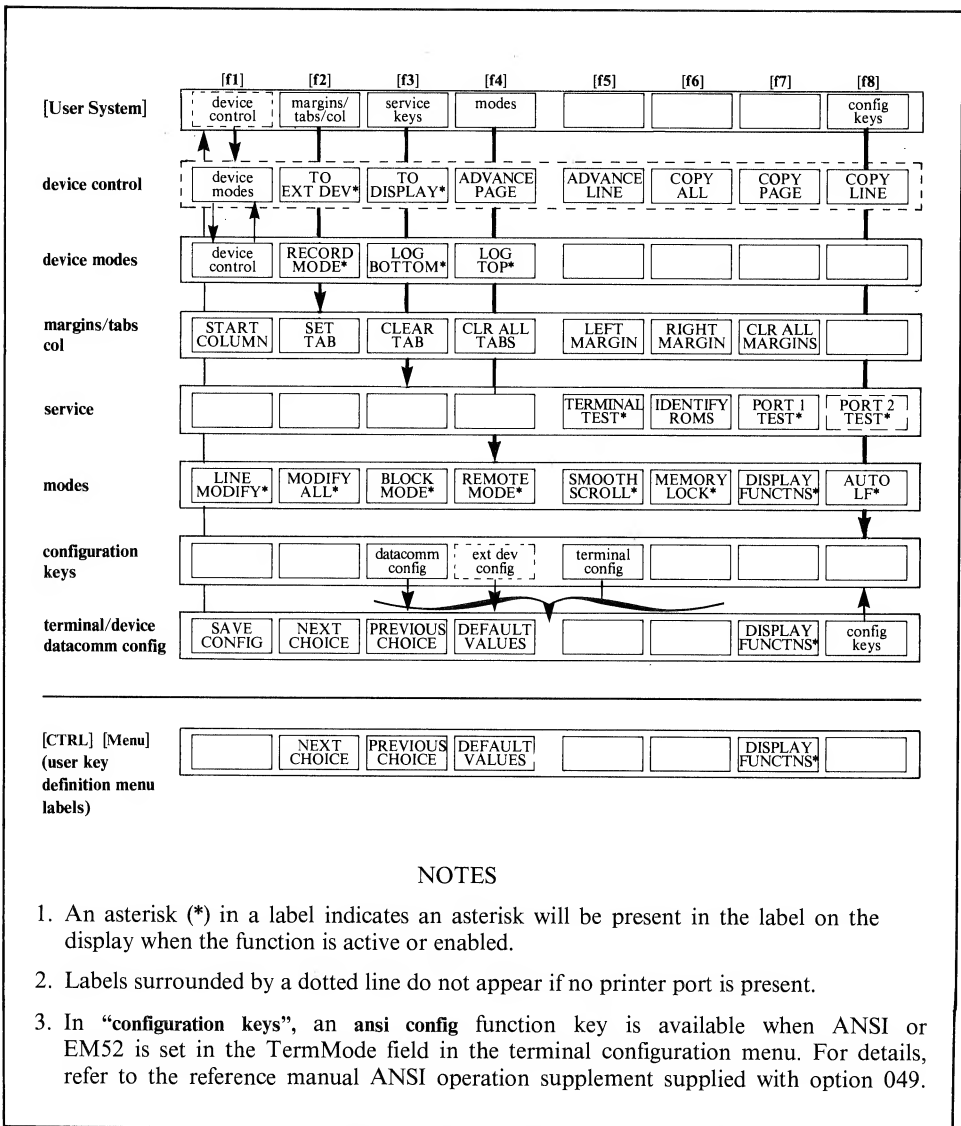 [f1] [f2] [f3] [f4] [f5] [f6] [f7] [f8]
[User System]
device control
margins/ tabs/col
service keys
modes
config keys
device control
device modes
TO EXT DEV*
TO DISPLAY*
ADVANCE PAGE
ADVANCE LINE
COPY ALL
COPY PAGE
COPY LINE
device modes
device control
RECORD MODE*
LOG BOTTOM*
LOG TOP*
margins/tabs
col
START COLUMN
SET TAB
CLEAR TAB
CLR ALL TABS
LEFT MARGIN
RIGHT MARGIN
CLR ALL MARGINS
service
TERMINAL TEST*
IDENTIFY ROMS
PORT 1 TEST*
PORT 2 TEST*
modes
LINE MODIFY*
MODIFY ALL*
BLOCK MODE*
REMOTE MODE*
SMOOTH SCROLL*
MEMORY LOCK*
DISPLAY FUNCTNS*
AUTO LF*
configuration
keys
datacomm config
ext dev config
terminal config
terminal/device
datacomm config
SAVE CONFIG
NEXT CHOICE
PREVIOUS CHOICE
DEFAULT VALUES
DISPLAY FUNCTNS*
config keys
[CTRL] [Menu]
(user key
definition menu
labels)
NEXT CHOICE
PREVIOUS CHOICE
DEFAULT VALUES
DISPLAY FUNCTNS*
NOTES
1. An asterisk (*) in a label indicates an asterisk will be present in the label on the
display when the function is active or enabled.
2. Labels surrounded by a dotted line do not appear if no printer port is present.
3. In “configuration keys”, an ansi config function key is available when ANSI or
EM52 is set in the TermMode field in the terminal configuration menu. For details,
refer to the reference manual ANSI operation supplement supplied with option 049.